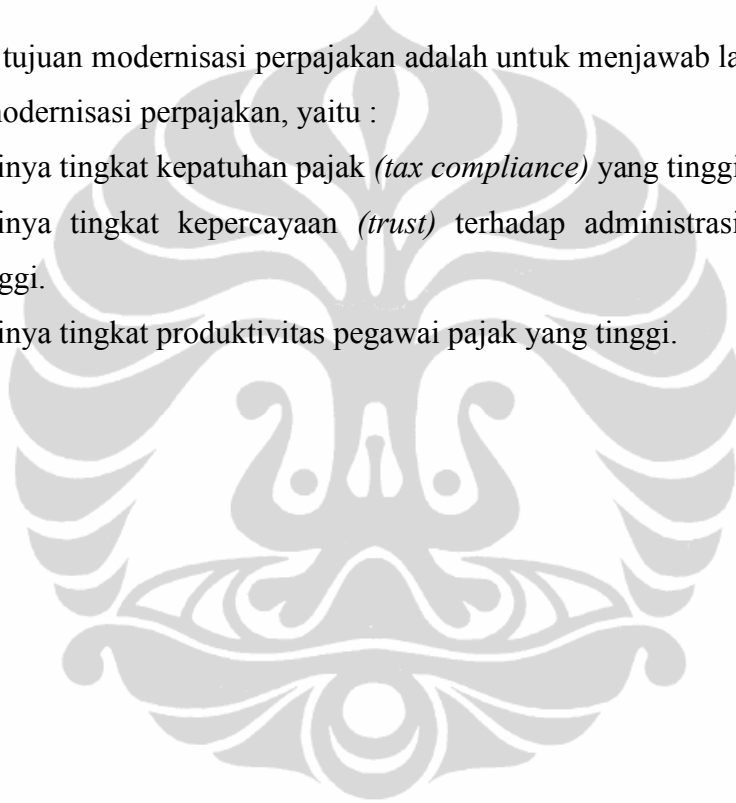 tujuan modernisasi perpajakan adalah untuk menjawab la
modernisasi perpajakan, yaitu :
inya tingkat kepatuhan pajak (tax compliance) yang tinggi
inya tingkat kepercayaan (trust) terhadap administrasi
ggi.
inya tingkat produktivitas pegawai pajak yang tinggi.